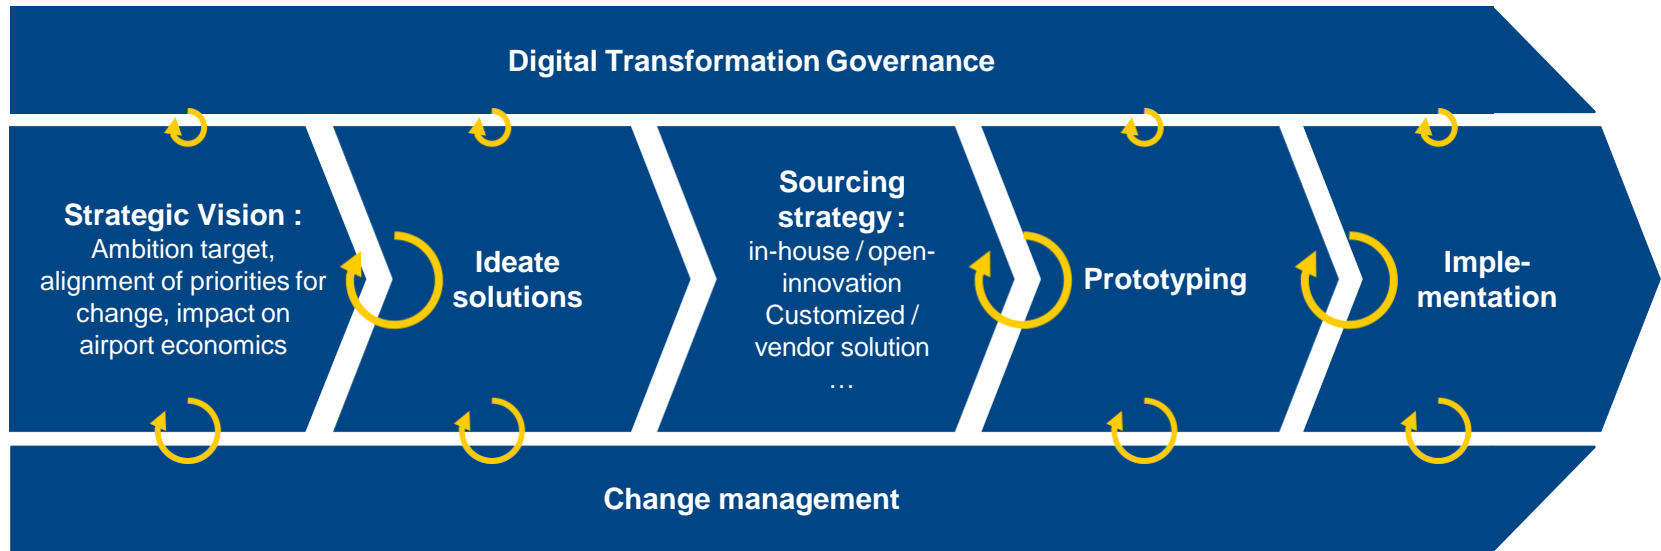 Digital Transformation Governance
Strategic Vision :
Ambition target,
alignment of priorities for
change, impact on
airport economics
Ideate
solutions
Sourcing
strategy :
in-house / open-
innovation
Customized /
vendor solution
…
Prototyping
Imple-
mentation
Change management